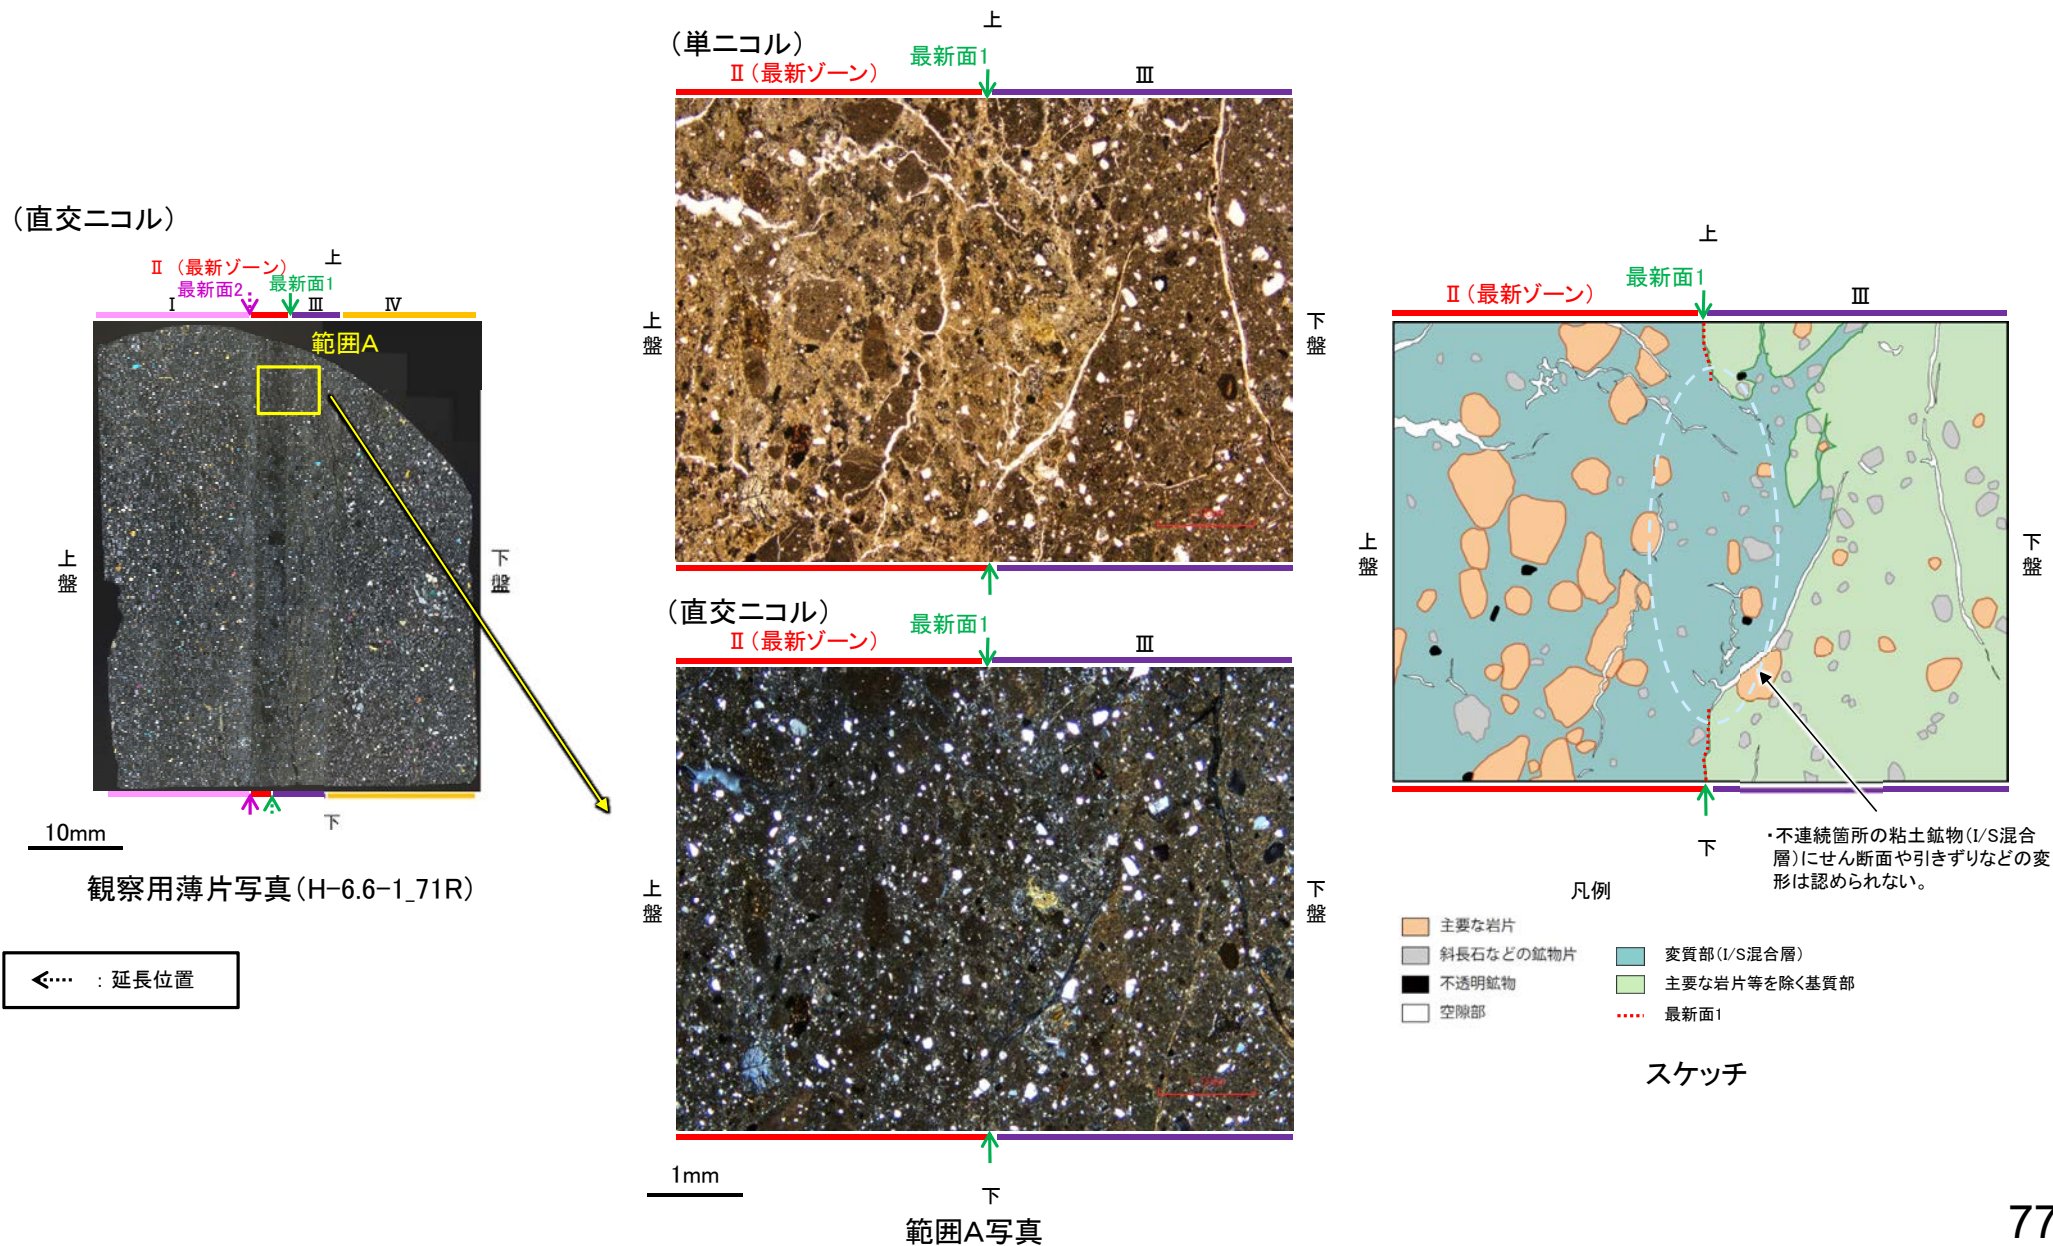 (直交ニコル)
上
Ⅱ (最新ゾーン)
最新面2
最新面1
Ⅰ
Ⅲ
Ⅳ
範囲A
上盤
下盤
下
10mm
観察用薄片写真(H-6.6-1_71R)
：延長位置
上
(単ニコル)
最新面1
Ⅱ(最新ゾーン)
Ⅲ
上盤
下盤
(直交ニコル)
最新面1
Ⅱ(最新ゾーン)
Ⅲ
上盤
下盤
1mm
下
範囲A写真
上
最新面1
Ⅱ(最新ゾーン)
Ⅲ
上盤
下盤
下
・不連続箇所の粘土鉱物(I/S混合
層)にせん断面や引きずりなどの変
形は認められない。
凡例
主要な岩片
斜長石などの鉱物片
不透明鉱物
空隙部
変質部(I/S混合層)
主要な岩片等を除く基質部
最新面1
スケッチ
77